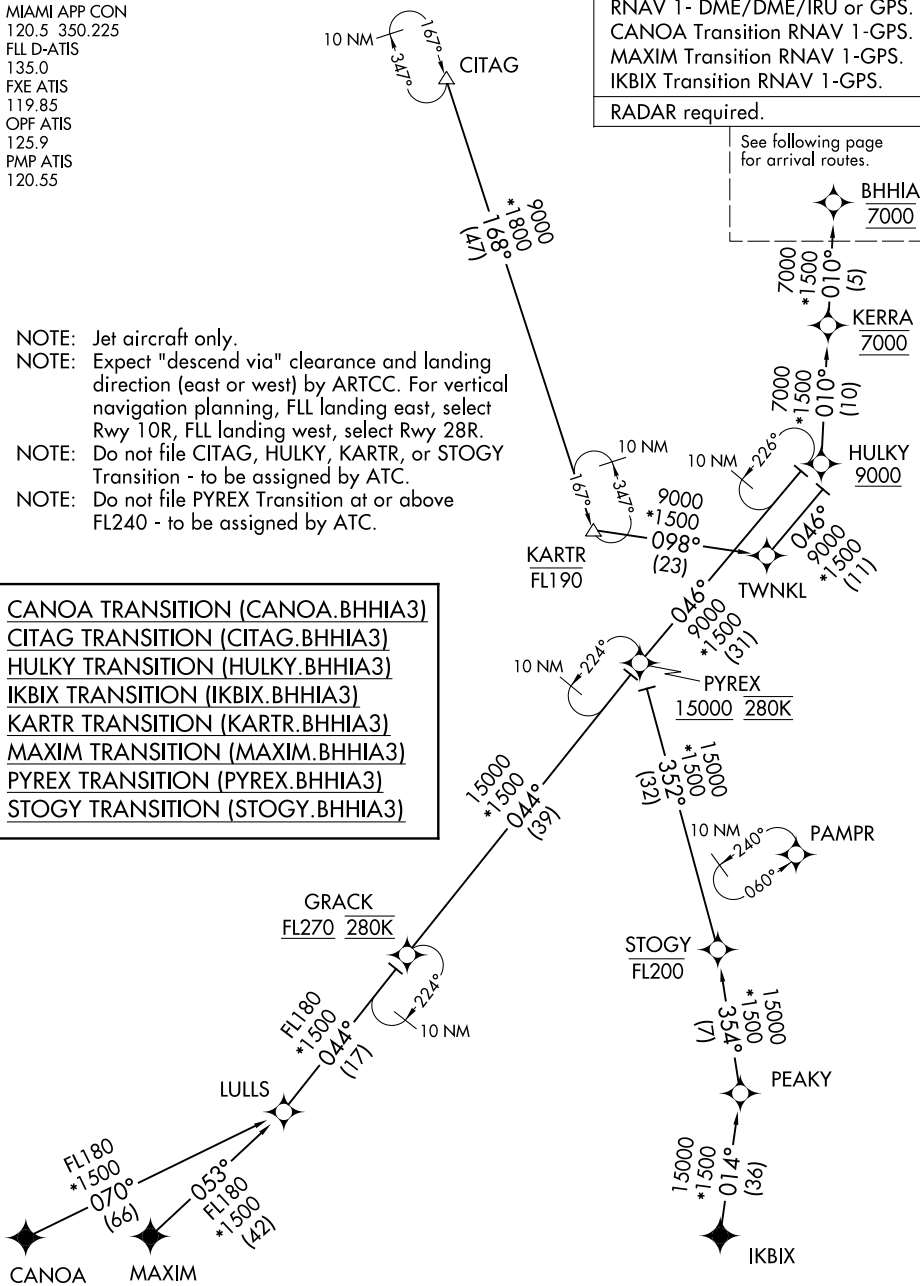 MIAMI APP CON
120.5 350.225
FLL D-ATIS
135.0
FXE ATIS
119.85
OPF ATIS
125.9
PMP ATIS
120.55
RNAV 1- DME/DME/IRU or GPS.
CANOA Transition RNAV 1-GPS.
MAXIM Transition RNAV 1-GPS.
IKBIX Transition RNAV 1-GPS.
RADAR required.
See following page
for arrival routes.
10 NM
167°
347°
CITAG
9000
*1800
168°
(47)
BHHIA
7000
7000
*1500
010°
(5)
KERRA
7000
7000
*1500
010°
(10)
HULKY
9000
10 NM
226°
NOTE: Jet aircraft only.
NOTE: Expect "descend via" clearance and landing
direction (east or west) by ARTCC. For vertical
navigation planning, FLL landing east, select
Rwy 10R, FLL landing west, select Rwy 28R.
NOTE: Do not file CITAG, HULKY, KARTR, or STOGY
Transition - to be assigned by ATC.
NOTE: Do not file PYREX Transition at or above
FL240 - to be assigned by ATC.
10 NM
167°
347°
KARTR
FL190
9000
*1500
098°
(23)
TWNKL
046°
9000
*1500
(11)
046°
9000
*1500
(31)
10 NM
224°
PYREX
15000 280K
CANOA TRANSITION (CANOA.BHHIA3)
CITAG TRANSITION (CITAG.BHHIA3)
HULKY TRANSITION (HULKY.BHHIA3)
IKBIX TRANSITION (IKBIX.BHHIA3)
KARTR TRANSITION (KARTR.BHHIA3)
MAXIM TRANSITION (MAXIM.BHHIA3)
PYREX TRANSITION (PYREX.BHHIA3)
STOGY TRANSITION (STOGY.BHHIA3)
15000
*1500
044°
(39)
15000
*1500
352°
(32)
10 NM
240°
060°
PAMPR
GRACK
FL270 280K
224°
10 NM
STOGY
FL200
FL180
*1500
044°
(17)
15000
*1500
354°
(7)
LULLS
PEAKY
FL180
*1500
070°
(66)
053°
FL180
*1500
(42)
15000
*1500
014°
(36)
CANOA
MAXIM
IKBIX